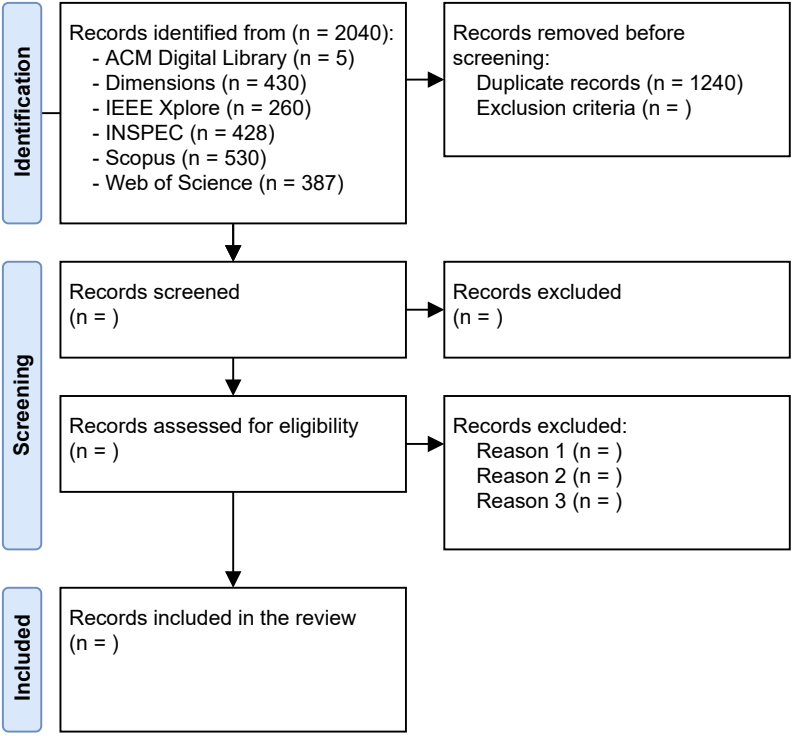 Identification
Records identified from (n = 2040):
- ACM Digital Library (n = 5)
- Dimensions (n = 430)
- IEEE Xplore (n = 260)
- INSPEC (n = 428)
- Scopus (n = 530)
- Web of Science (n = 387)
Records removed before
screening:
Duplicate records (n = 1240)
Exclusion criteria (n = )
Screening
Records screened
(n = )
Records excluded
(n = )
Records assessed for eligibility
(n = )
Records excluded:
Reason 1 (n = )
Reason 2 (n = )
Reason 3 (n = )
Included
Records included in the review
(n = )